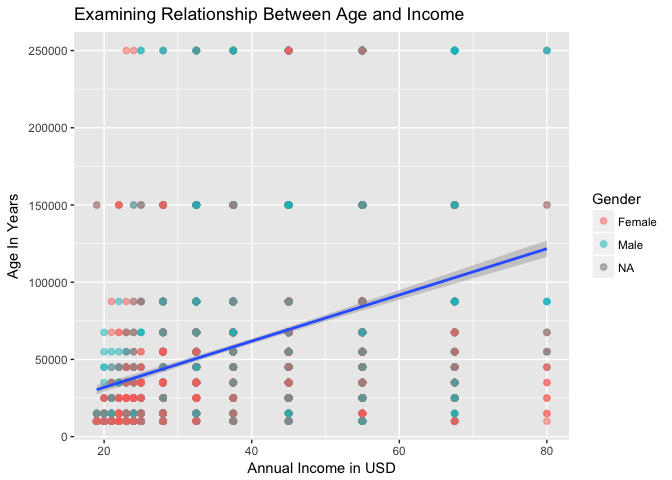 Examining Relationship Between Age and Income
250000
200000
150000
100000
50000
0
Age In Years
20
40
60
80
Annual Income in USD
Gender
Female
Male
NA